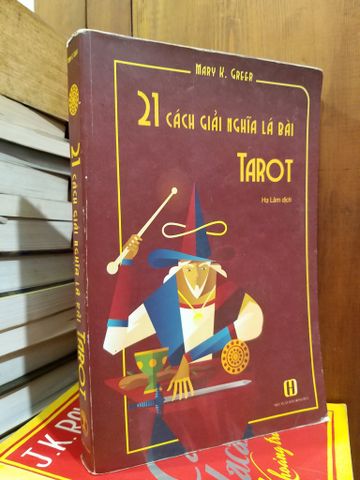 MARY K. GREER
21 CÁCH GIẢI NGHĨA LÁ BÀI
TAROT
Hạ Lâm dịch
H
21 CÁCH GIẢI NGHĨA LÁ BÀI TAROT
J.K.RO